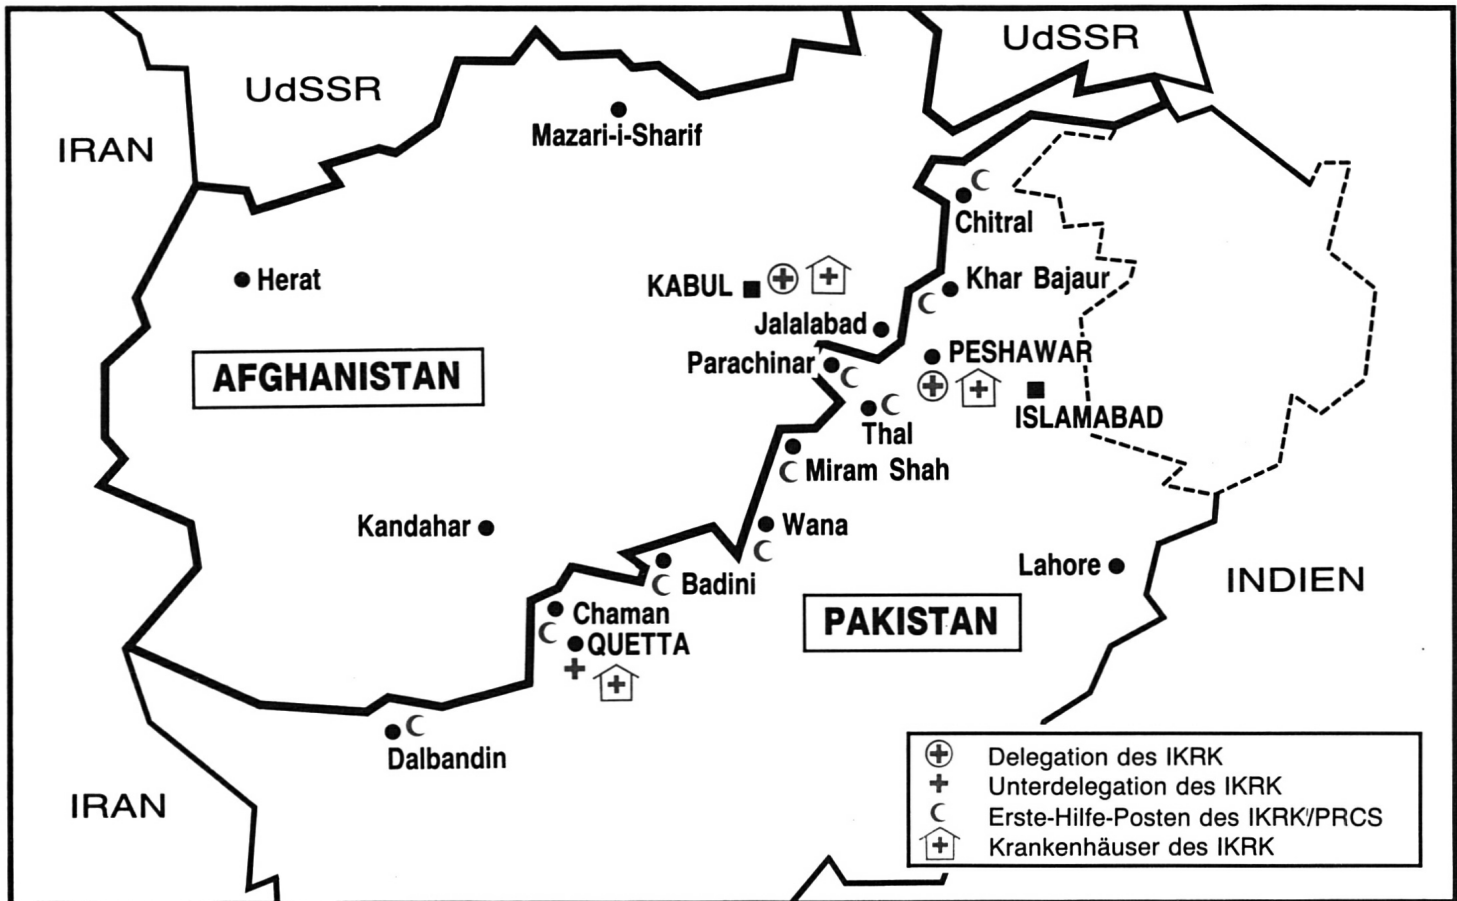 UdSSR
UdSSR
IRAN
Mazari-i-Sharif
Chitral
Herat
KABUL
Khar Bajaur
Jalalabad
Parachinar
PESHAWAR
AFGHANISTAN
ISLAMABAD
Thal
Miram Shah
Kandahar
Wana
Lahore
INDIEN
Badini
Chaman
PAKISTAN
QUETTA
Dalbandin
IRAN
Delegation des IKRK
Unterdelegation des IKRK
Erste-Hilfe-Posten des IKRK/PRCS
Krankenhäuser des IKRK